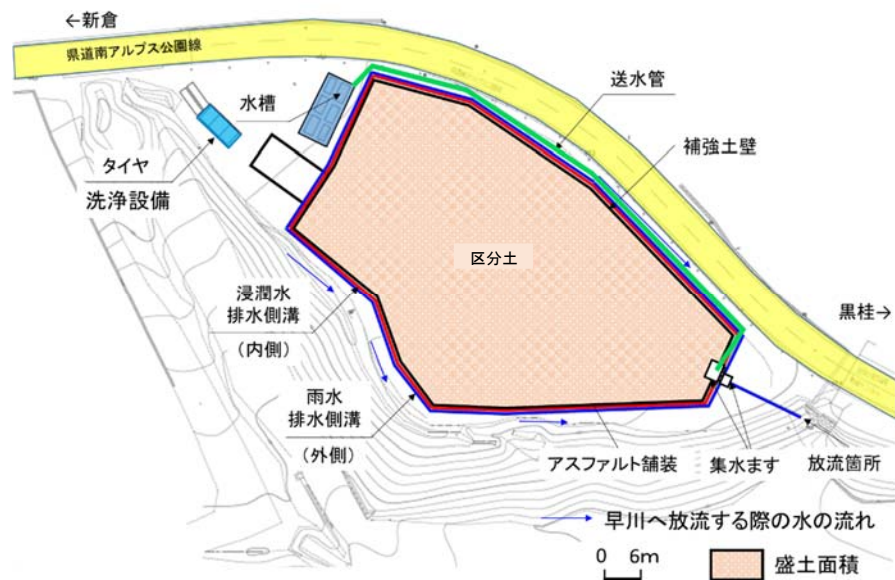 ←新倉
県道南アルプス公園線
送水管
水槽
補強土壁
タイヤ
洗浄設備
区分土
浸潤水
排水側溝
(内側)
黒桂→
雨水
排水側溝
(外側)
アスファルト舗装
集水ます
放流箇所
早川へ放流する際の水の流れ
0 6m
盛土面積